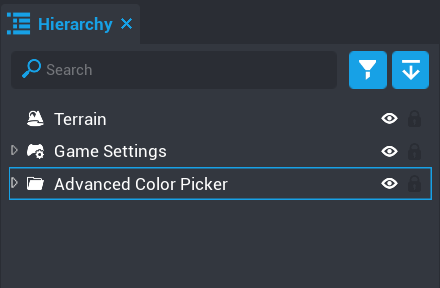 Hierarchy
Search
Terrain
Game Settings
Advanced Color Picker